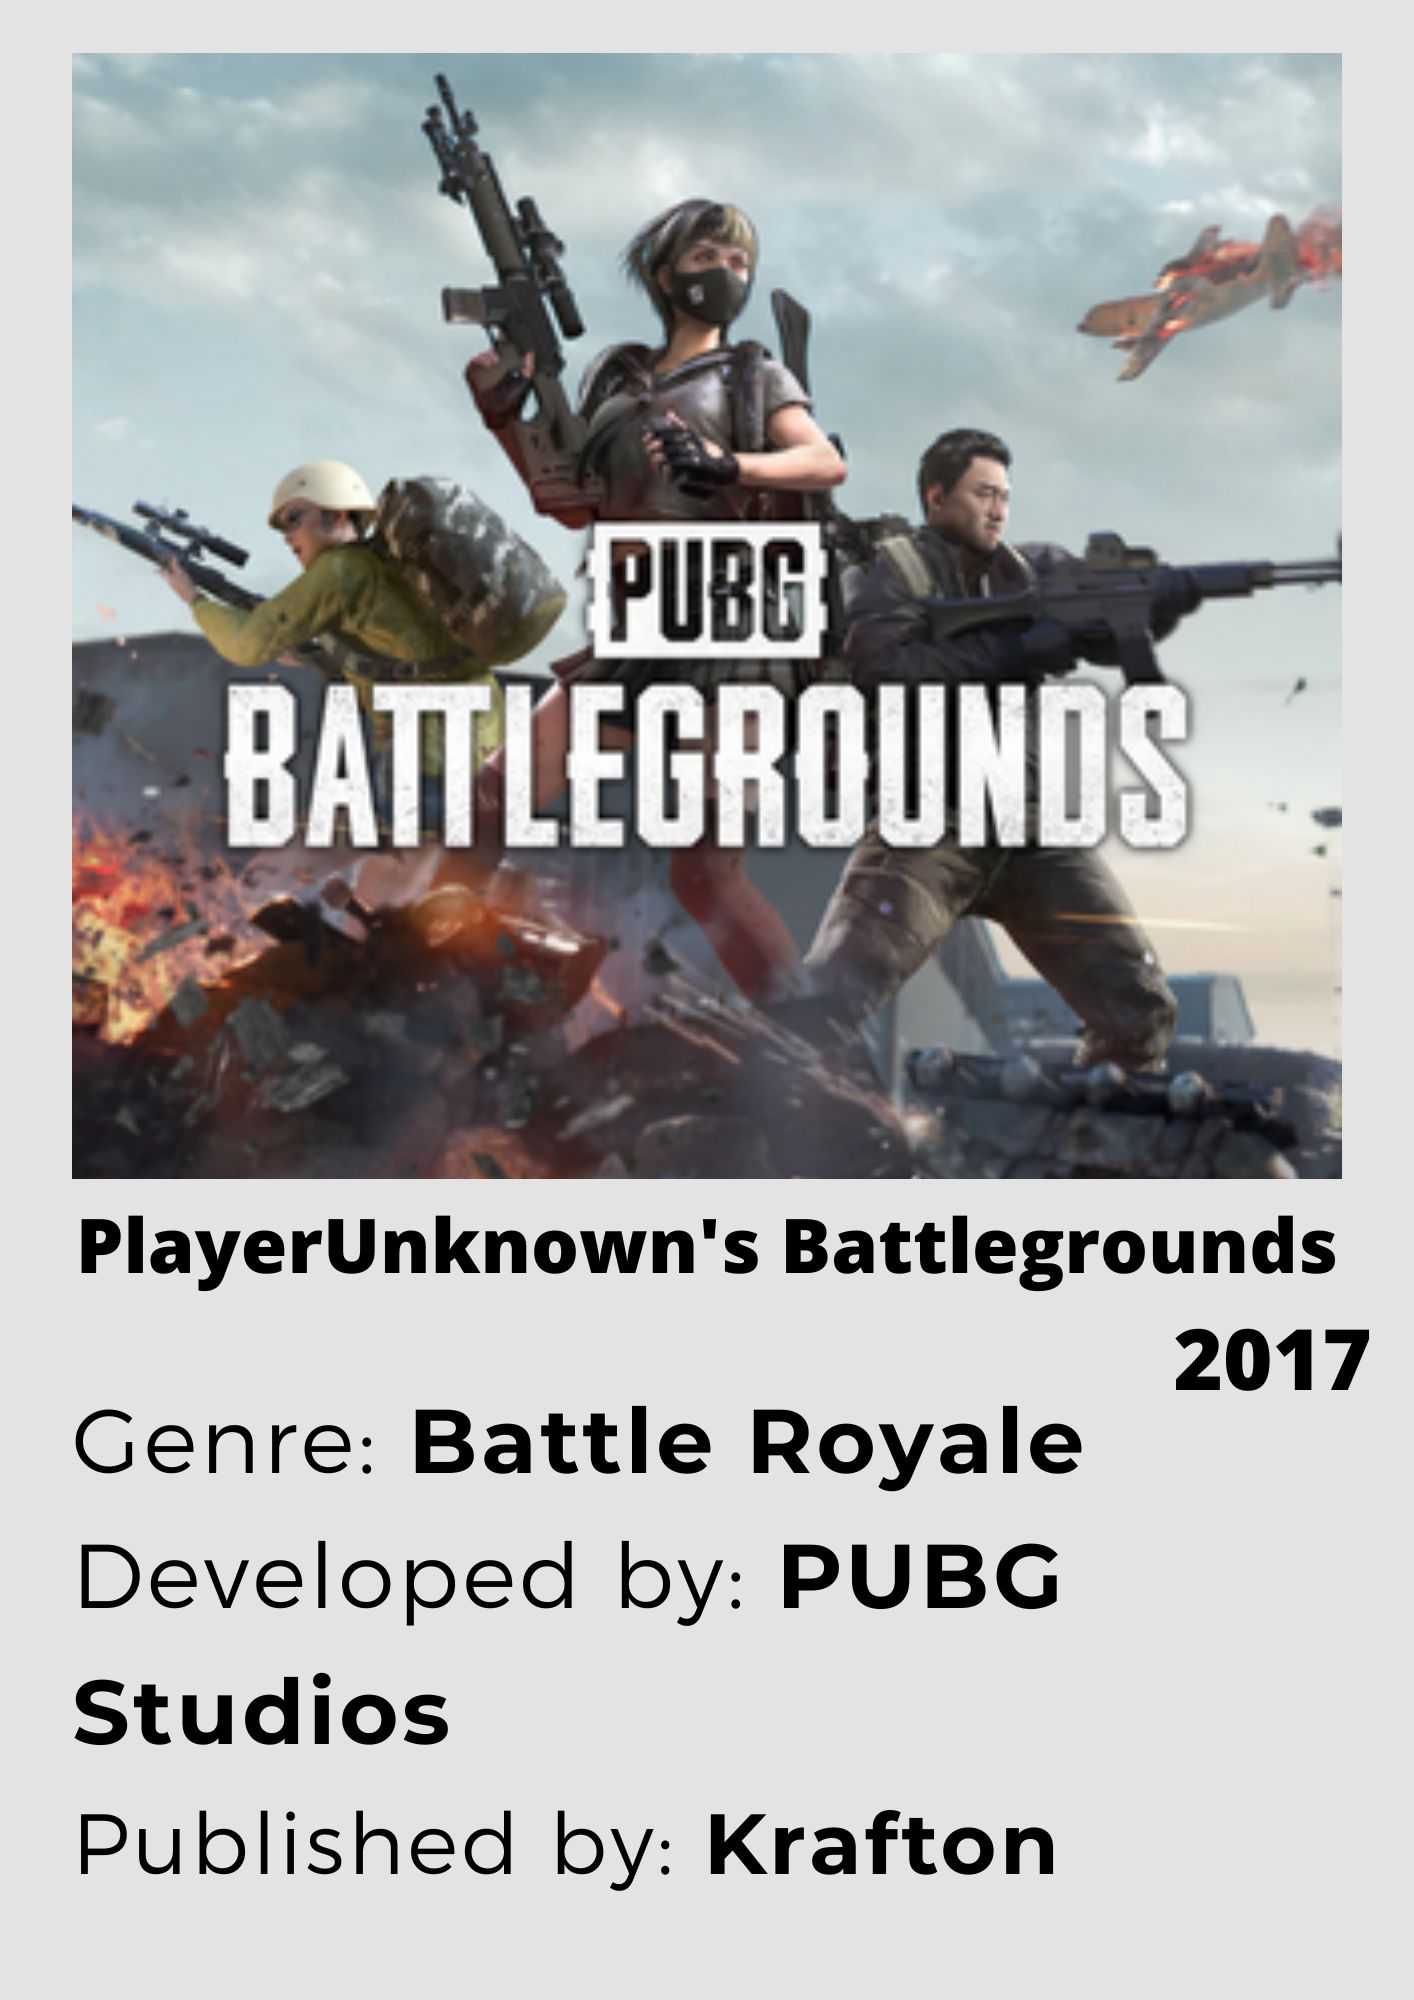 PUBG
BATTLEGROUNDS
PlayerUnknown's Battlegrounds
2017
Genre: Battle Royale
Developed by: PUBG
Studios
Published by: Krafton